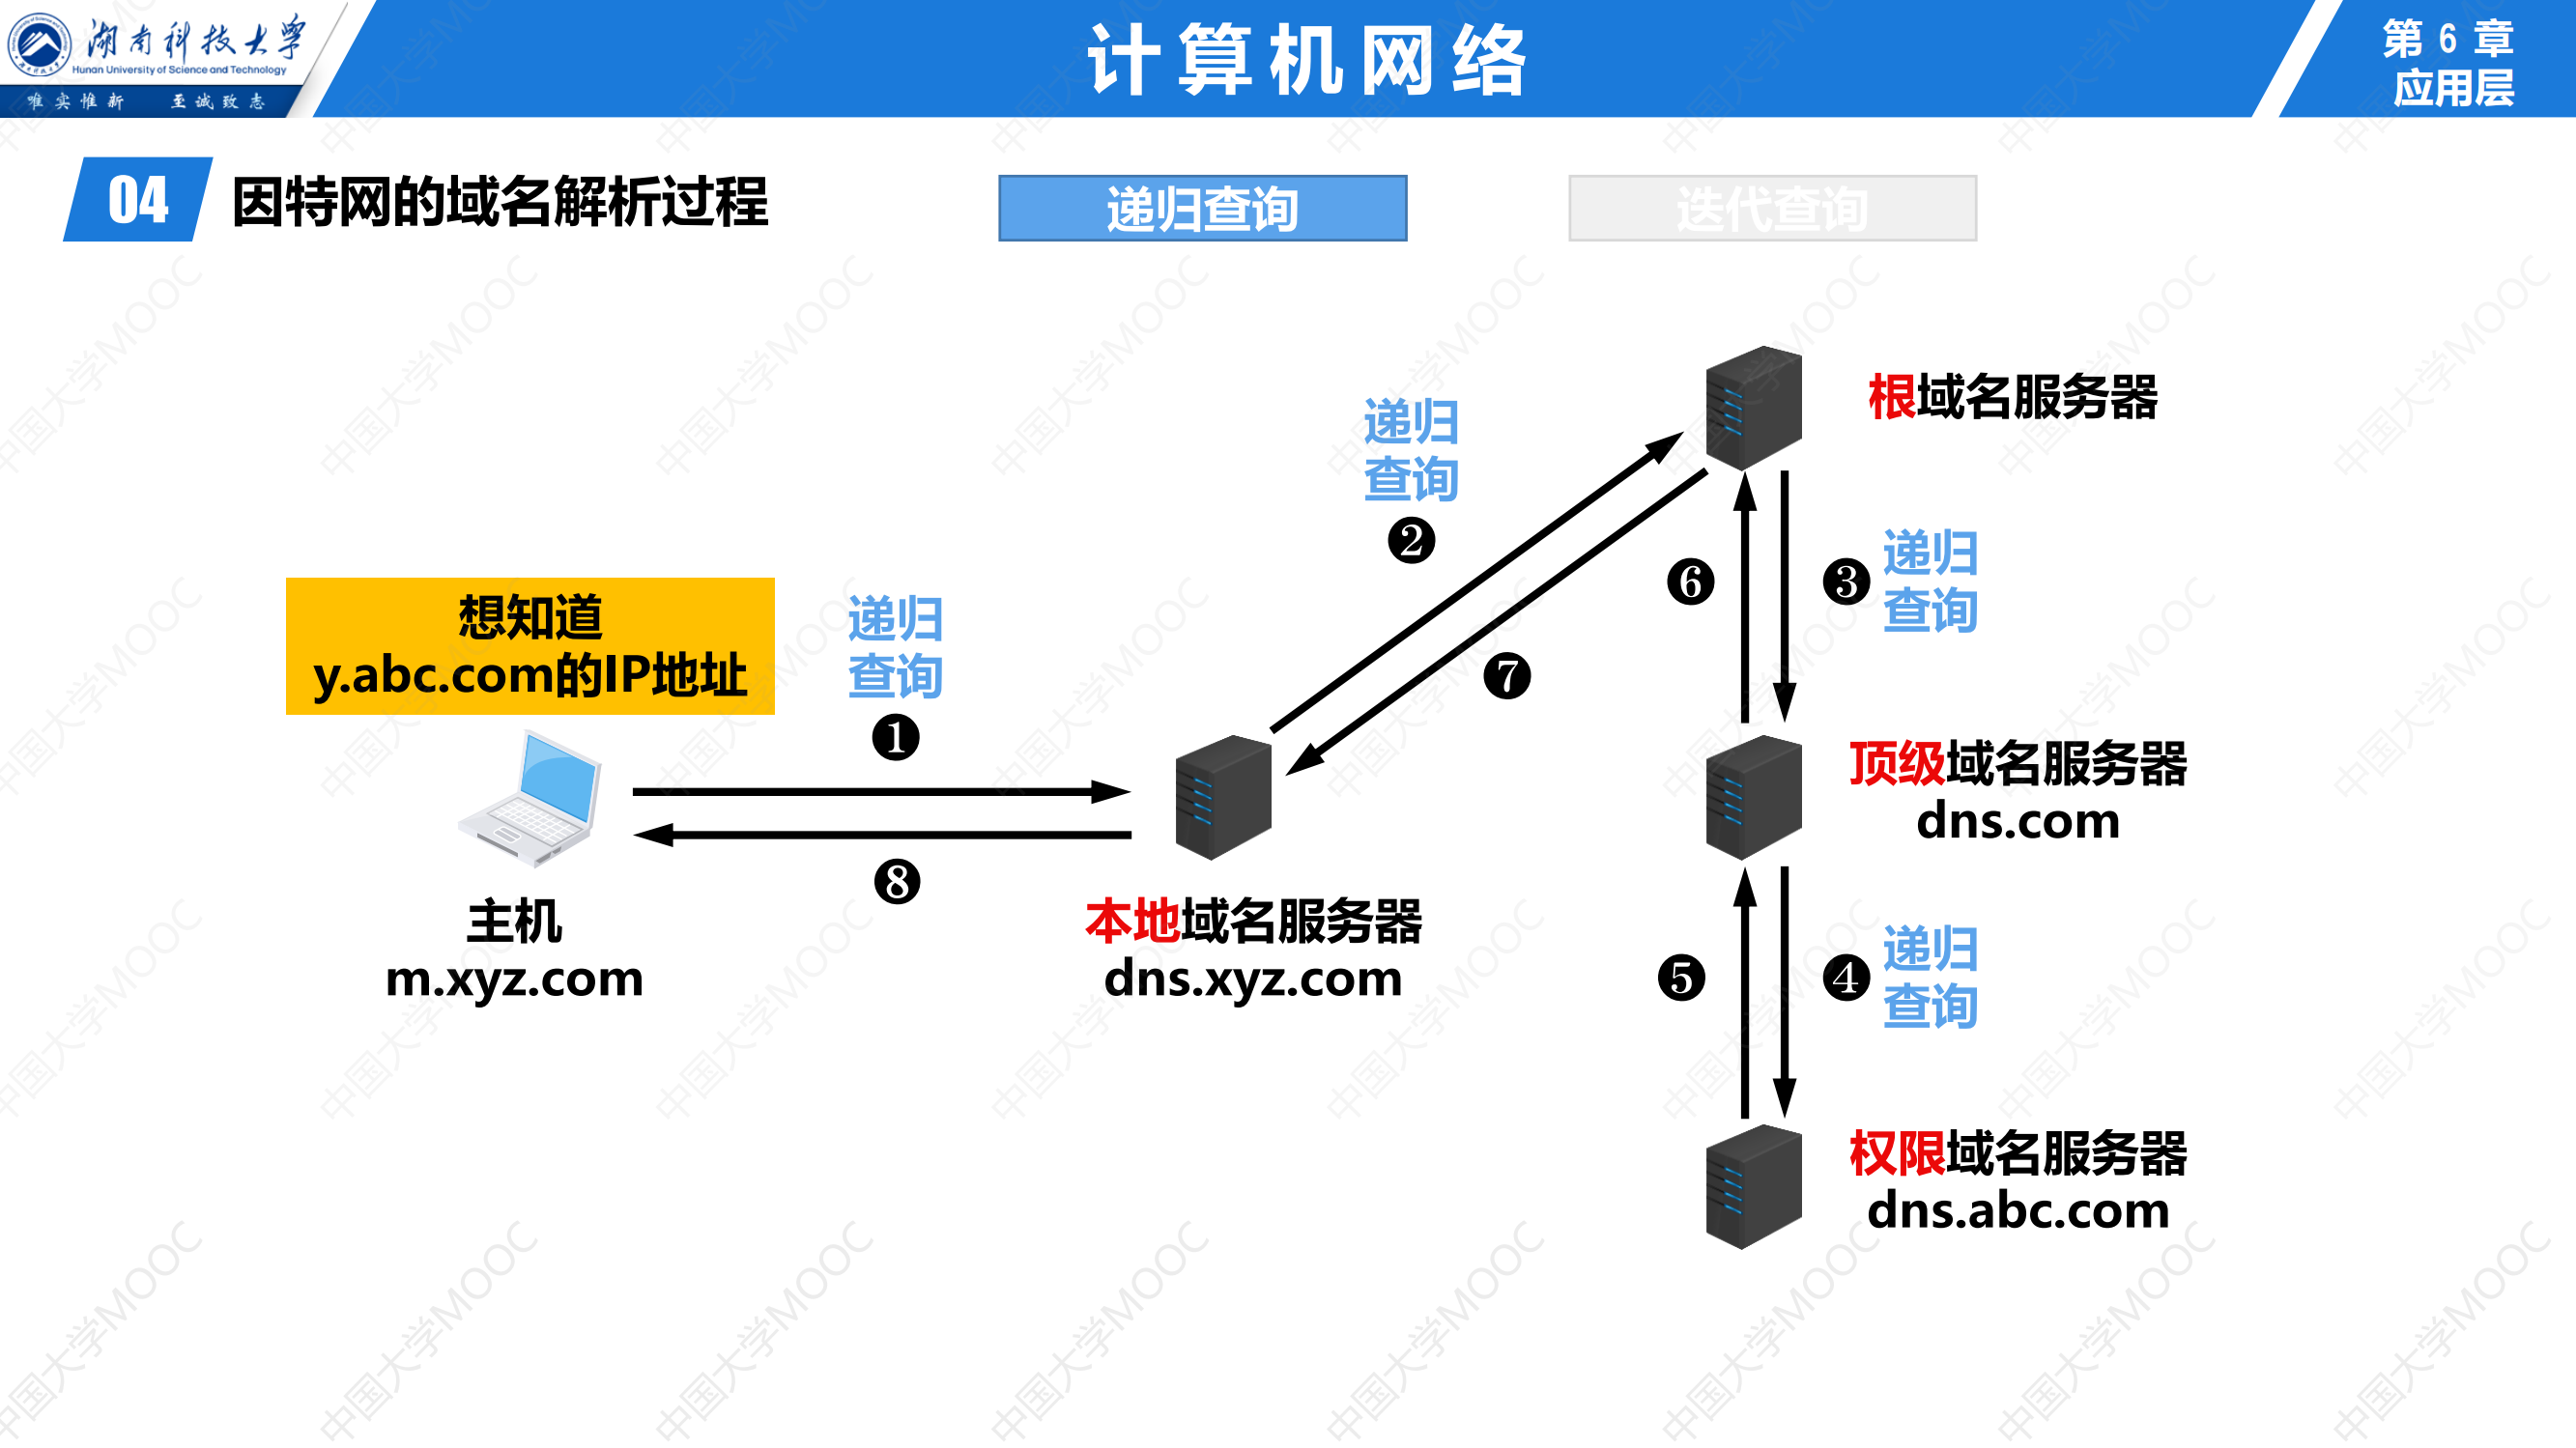 湖南科技大学
Hunan University of Science and Technology
唯实惟新 至诚致志
计算机网络
第 6 章
应用层
04 因特网的域名解析过程
递归查询
迭代查询
根域名服务器
递归
查询
❷
递归
查询
❸
❻
❼
想知道
y.abc.com的IP地址
递归
查询
❶
❽
主机
m.xyz.com
本地域名服务器
dns.xyz.com
顶级域名服务器
dns.com
递归
查询
❹
❺
权限域名服务器
dns.abc.com
中国大学MOOC